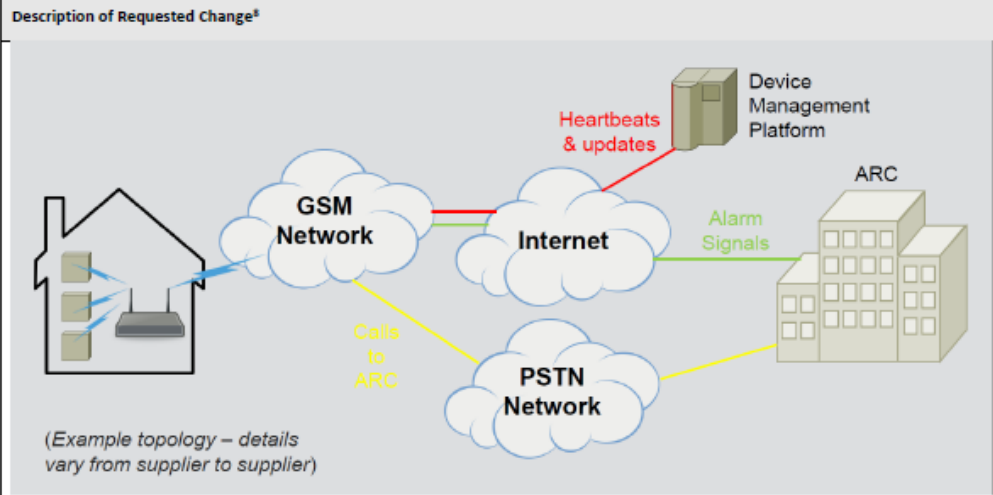 Description of Requested Change⁸
Device
Management
Platform
Heartbeats
& updates
ARC
GSM
Network
Internet
Alarm
Signals
Calls
to
ARC
PSTN
Network
(Example topology – details
vary from supplier to supplier)